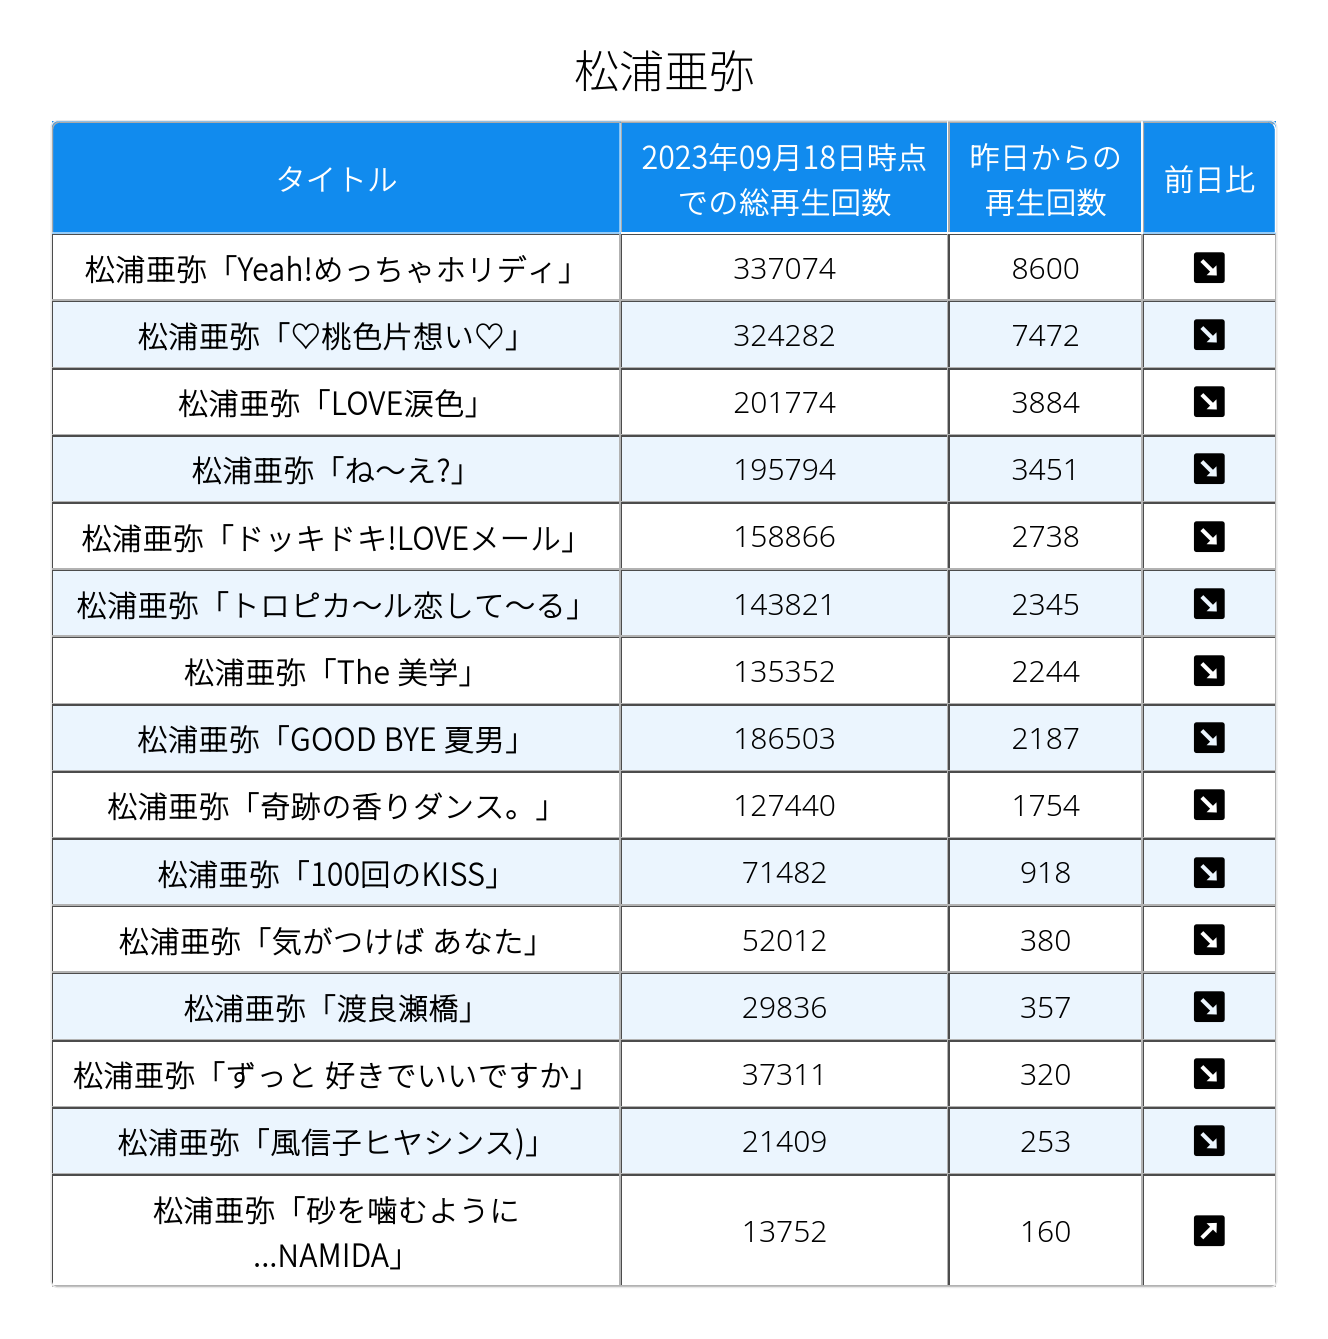 松浦亜弥
タイトル
2023年09月18日時点
での総再生回数
昨日からの
再生回数
前日比
松浦亜弥「Yeah!めっちゃホリディ」 337074 8600 ↘
松浦亜弥「♡桃色片想い♡」 324282 7472 ↘
松浦亜弥「LOVE涙色」 201774 3884 ↘
松浦亜弥「ね～え?」 195794 3451 ↘
松浦亜弥「ドッキドキ!LOVEメール」 158866 2738 ↘
松浦亜弥「トロピカ～ル恋して～る」 143821 2345 ↘
松浦亜弥「The 美学」 135352 2244 ↘
松浦亜弥「GOOD BYE 夏男」 186503 2187 ↘
松浦亜弥「奇跡の香りダンス。」 127440 1754 ↘
松浦亜弥「100回のKISS」 71482 918 ↘
松浦亜弥「気がつけば あなた」 52012 380 ↘
松浦亜弥「渡良瀬橋」 29836 357 ↘
松浦亜弥「ずっと 好きでいいですか」 37311 320 ↘
松浦亜弥「風信子ヒヤシンス)」 21409 253 ↘
松浦亜弥「砂を噛むように
...NAMIDA」 13752 160 ↗